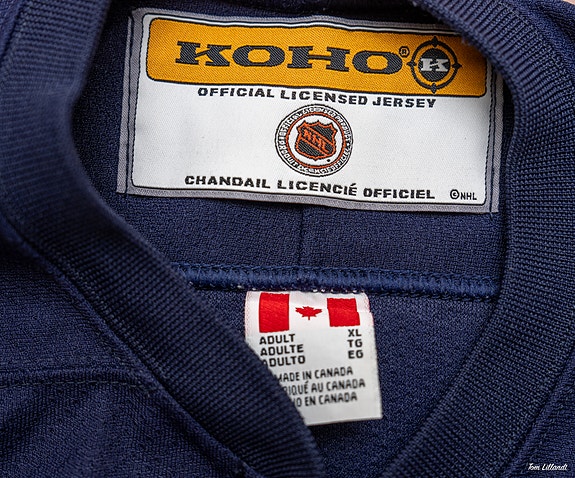 KOHO®
K
OFFICIAL LICENSED JERSEY
NHL
CHANDAIL LICENCIÉ OFFICIEL ©NHL
ADULT XL
ADULTE TG
ADULTO EG
MADE IN CANADA
AU CANADA
EN CANADA
Tomi Lillandt